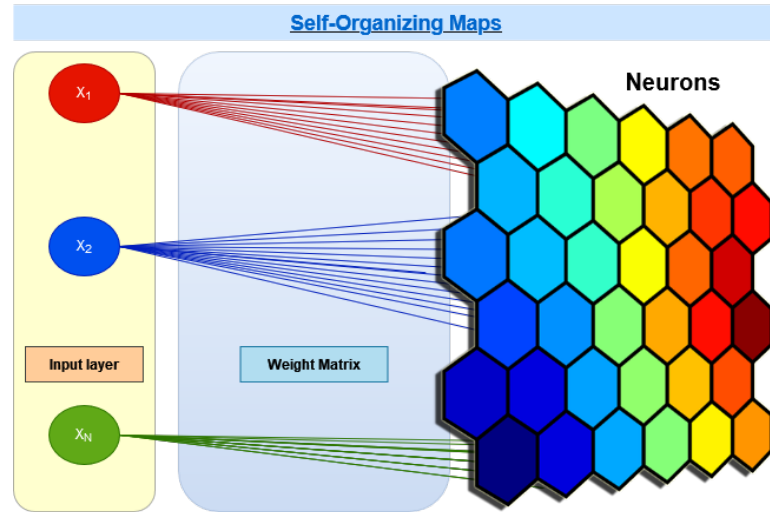 Self-Organizing Maps
Neurons
X1
X2
Input layer
Weight Matrix
XN